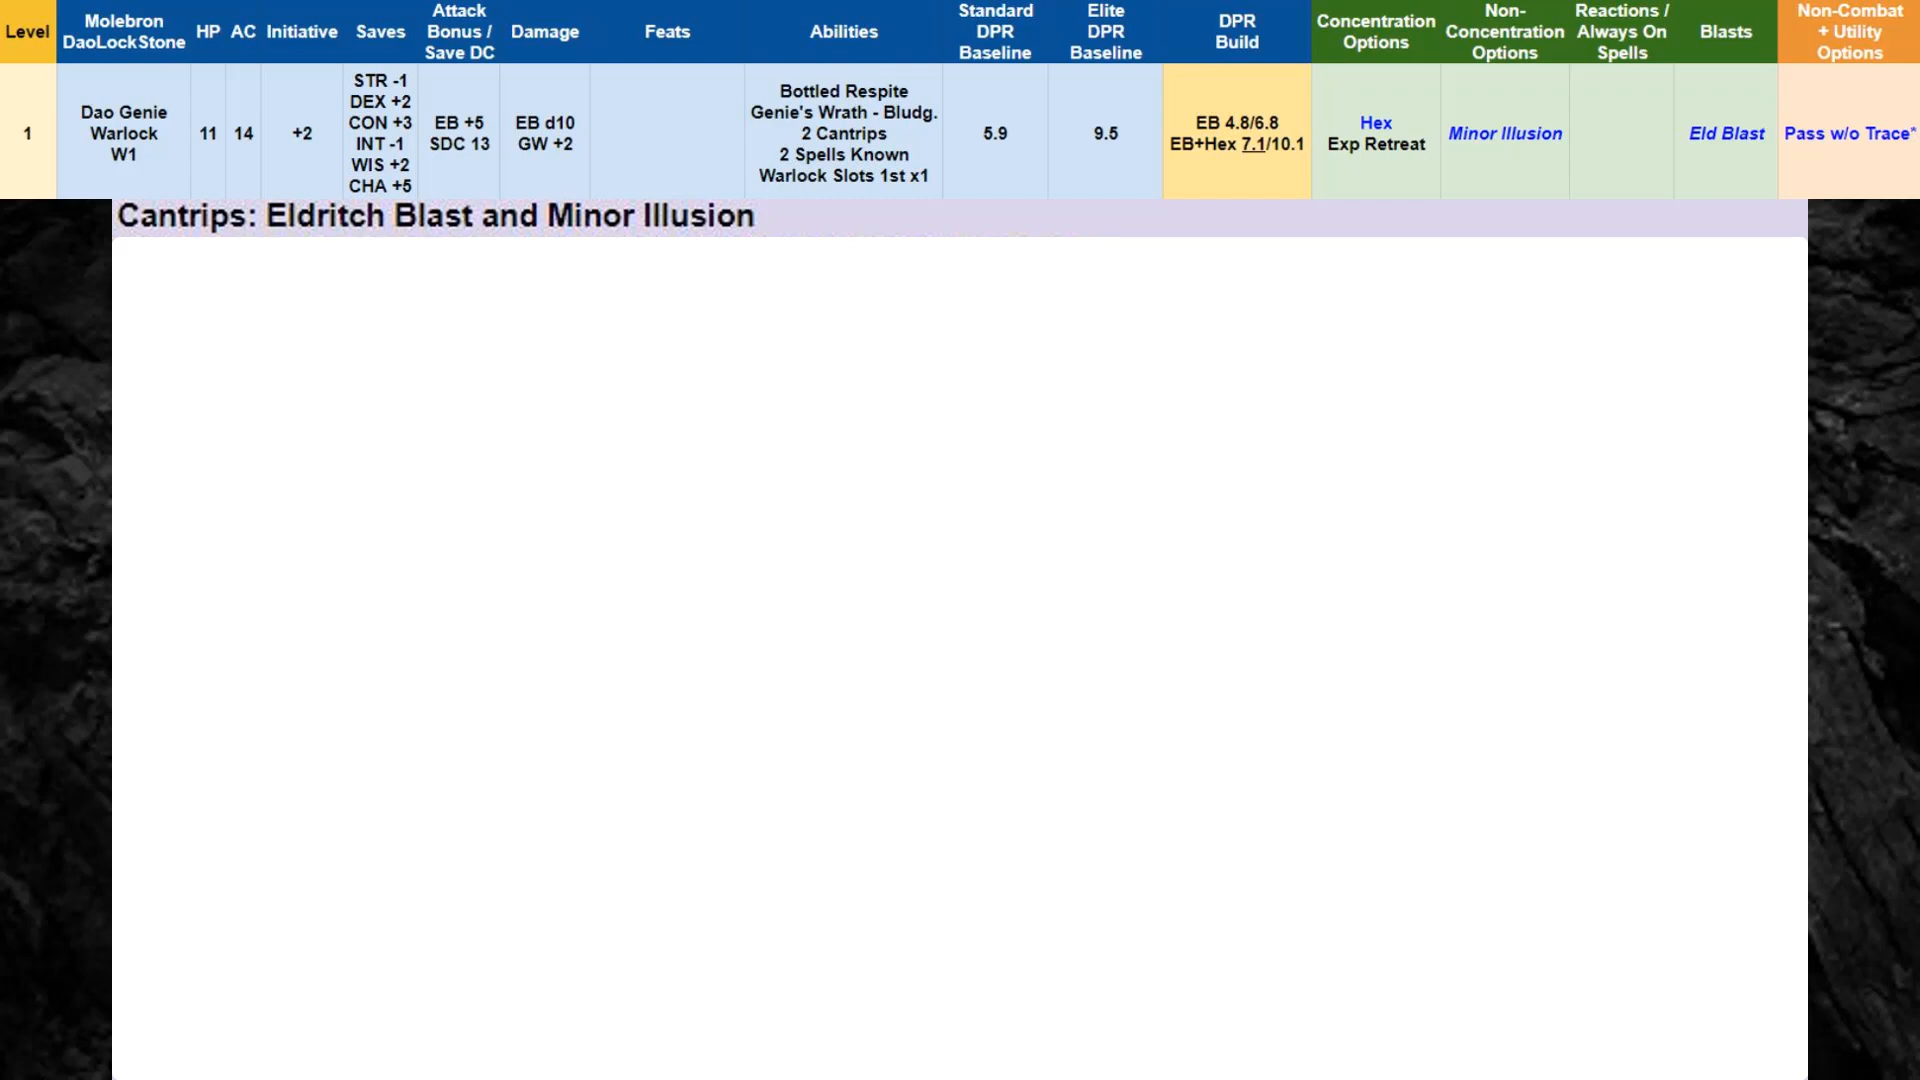 Level
Molebron
DaoLockStone
HP
AC
Initiative
Saves
Attack
Bonus /
Save DC
Damage
Feats
Abilities
Standard
DPR
Baseline
Elite
DPR
Baseline
DPR
Build
Concentration
Options
Non-
Concentration
Options
Reactions /
Always On
Spells
Blasts
Non-Combat
+ Utility
Options
1
Dao Genie
Warlock
W1
11
14
+2
STR -1
DEX +2
CON +3
INT -1
WIS +2
CHA +5
EB +5
SDC 13
EB d10
GW +2
Bottled Respite
Genie's Wrath - Bludg.
2 Cantrips
2 Spells Known
Warlock Slots 1st x1
5.9
9.5
EB 4.8/6.8
EB+Hex 7.1/10.1
Hex
Exp Retreat
Minor Illusion
Eld Blast
Pass w/o Trace*
Cantrips: Eldritch Blast and Minor Illusion